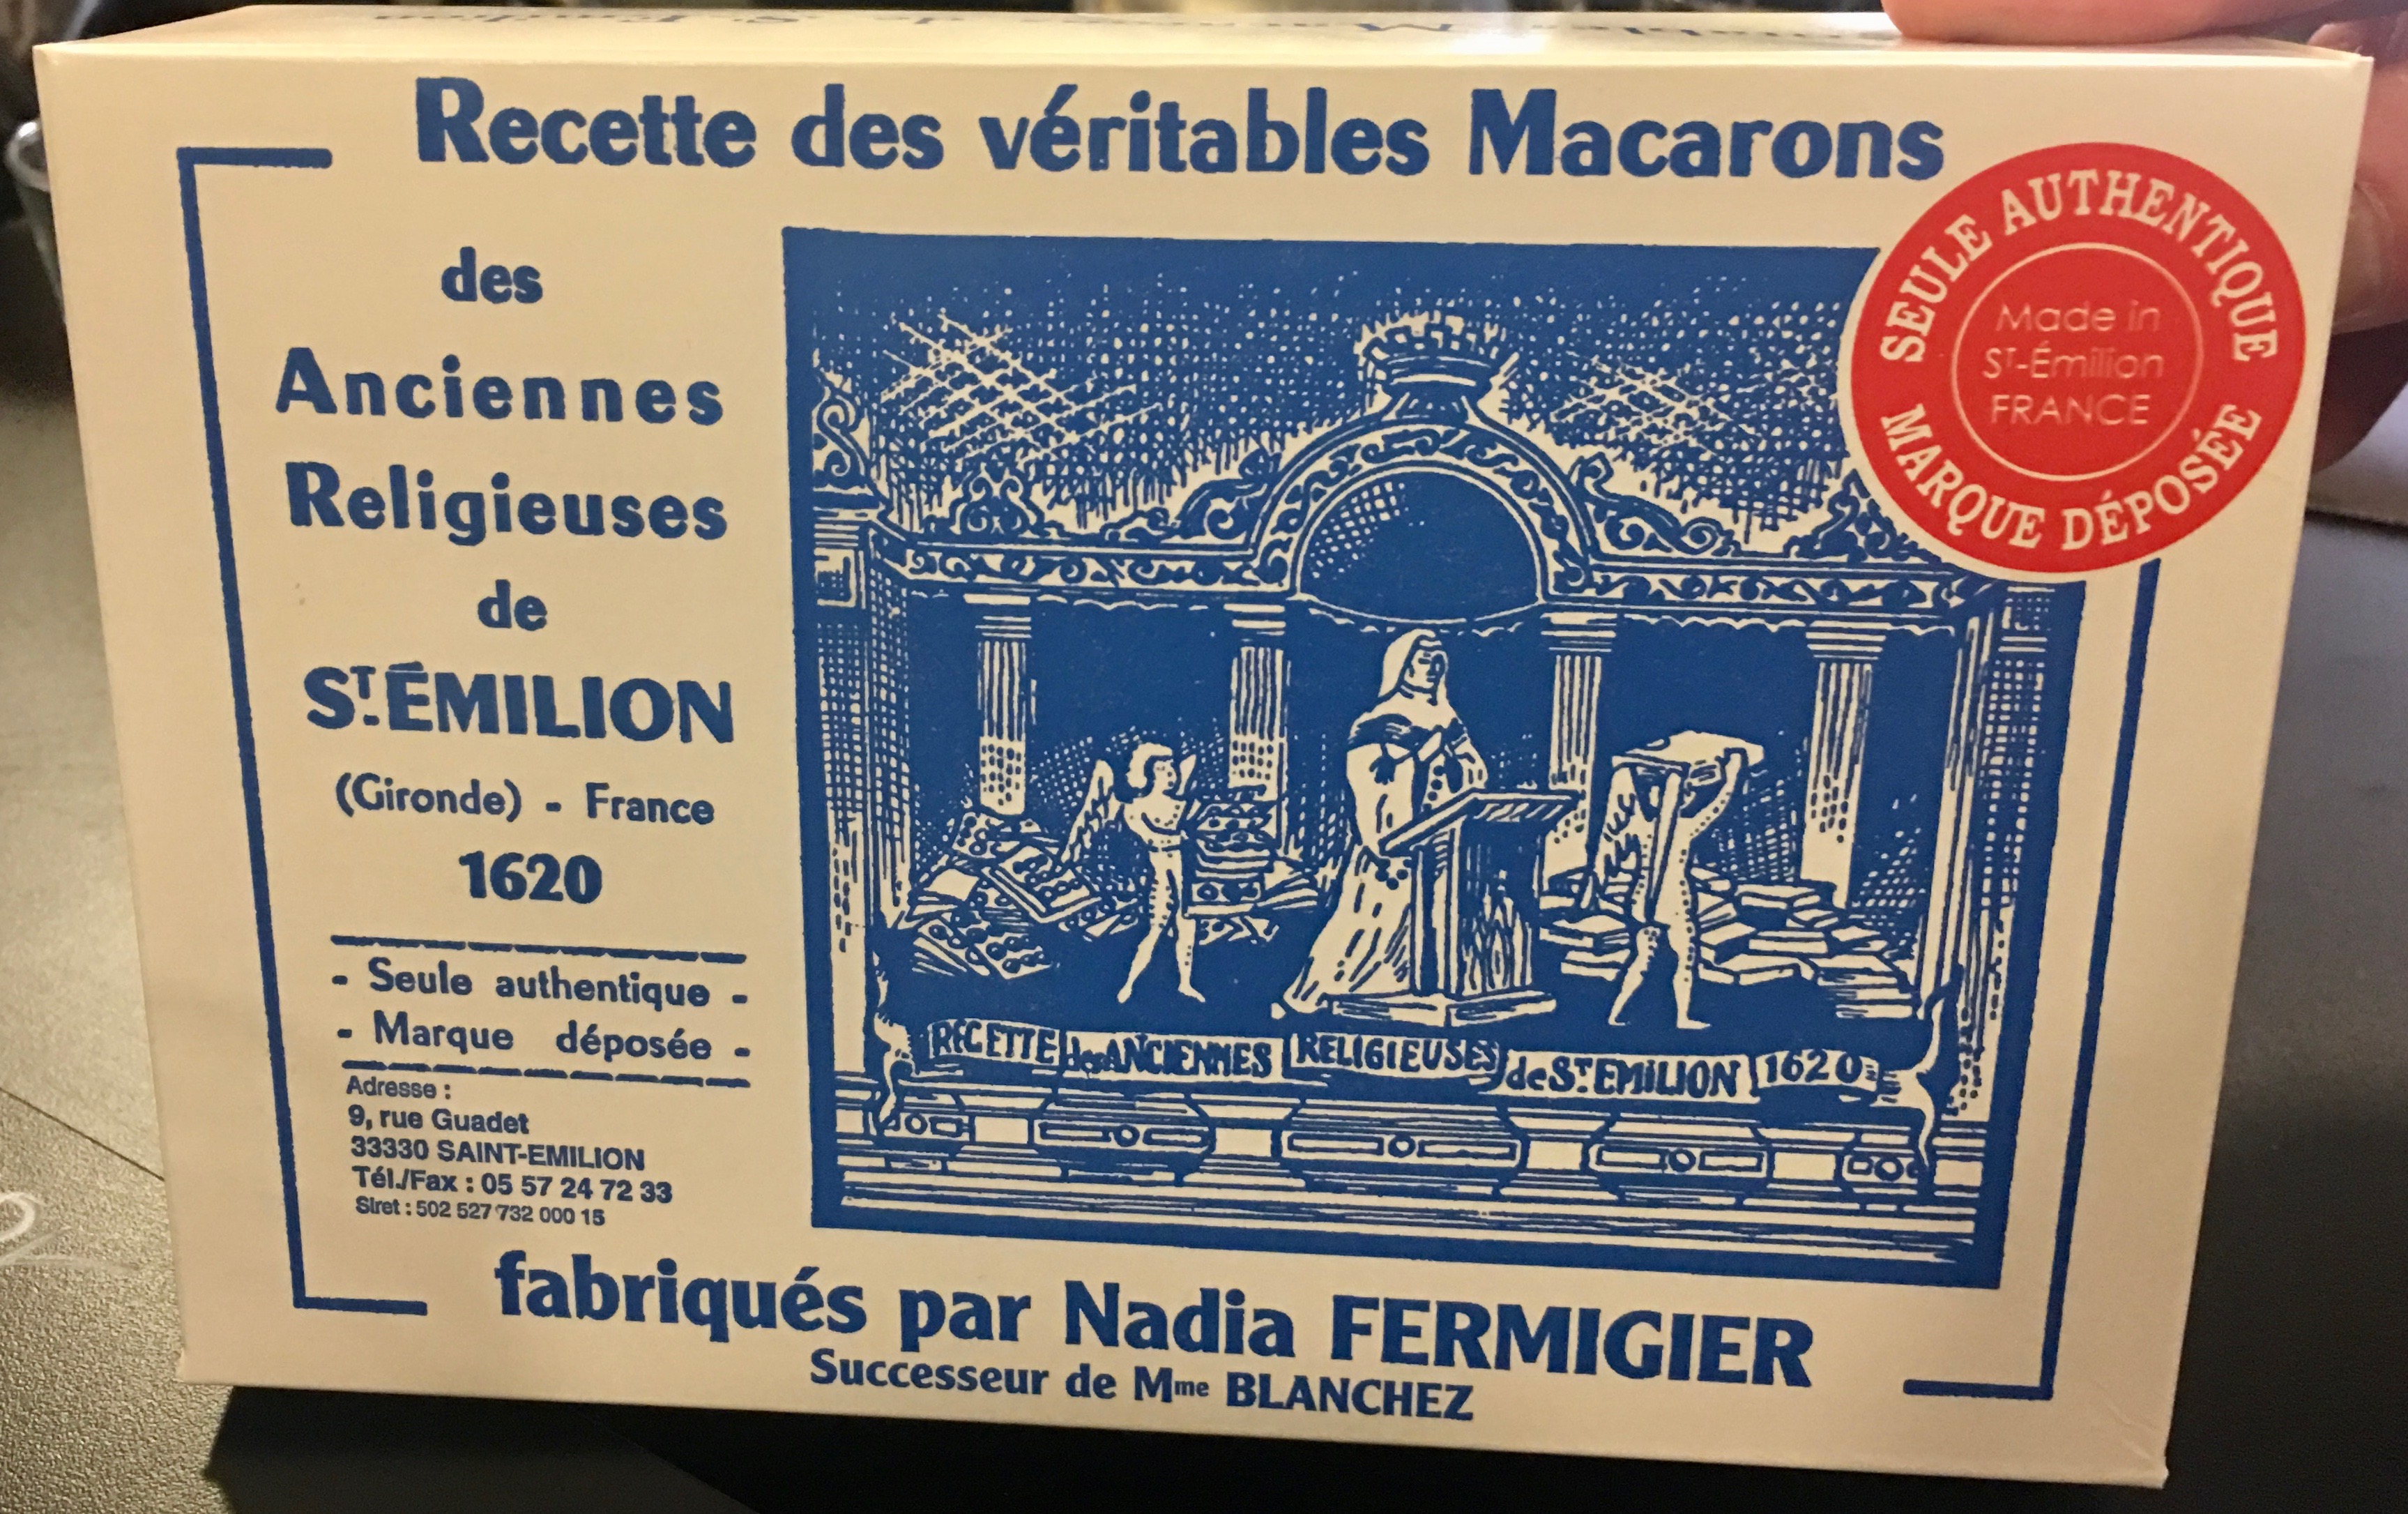 Recette des véritables Macarons
des
Anciennes
Religieuses
de
ST.ÉMILION
(Gironde) - France
1620
- Seule authentique -
- Marque déposée -
Adresse :
9, rue Guadet
33330 SAINT-EMILION
Tél./Fax : 05 57 24 72 33
Siret : 502 527 732 000 15
SEULE AUTHENTIQUE
Made in
ST-Émilion
FRANCE
MARQUE DÉPOSÉE
RECETTE des ANCIENNES RELIGIEUSES de ST EMILION 1620
fabriqués par Nadia FERMIGIER
Successeur de Mme BLANCHEZ